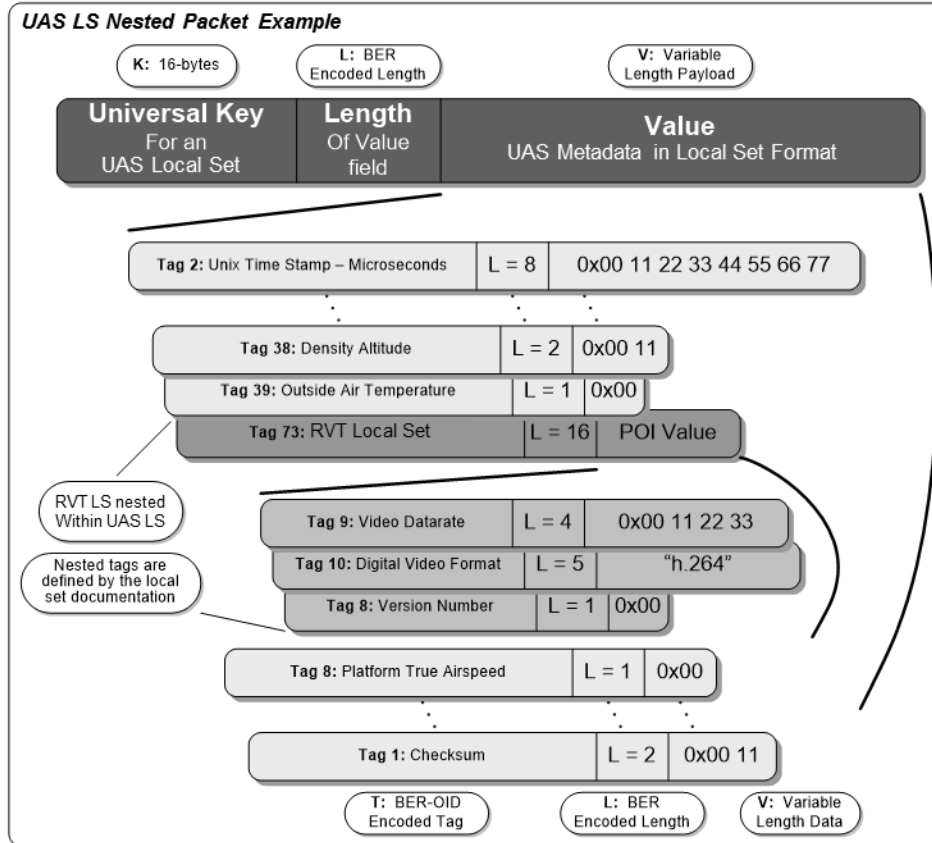 UAS LS Nested Packet Example
K: 16-bytes
L: BER
Encoded Length
V: Variable
Length Payload
Universal Key
For an
UAS Local Set
Length
Of Value
field
Value
UAS Metadata in Local Set Format
Tag 2: Unix Time Stamp – Microseconds L = 8 0x00 11 22 33 44 55 66 77
Tag 38: Density Altitude L = 2 0x00 11
Tag 39: Outside Air Temperature L = 1 0x00
Tag 73: RVT Local Set L = 16 POI Value
RVT LS nested
Within UAS LS
Tag 9: Video Datarate L = 4 0x00 11 22 33
Tag 10: Digital Video Format L = 5 “h.264”
Tag 8: Version Number L = 1 0x00
Nested tags are
defined by the local
set documentation
Tag 8: Platform True Airspeed L = 1 0x00
Tag 1: Checksum L = 2 0x00 11
T: BER-OID
Encoded Tag
L: BER
Encoded Length
V: Variable
Length Data